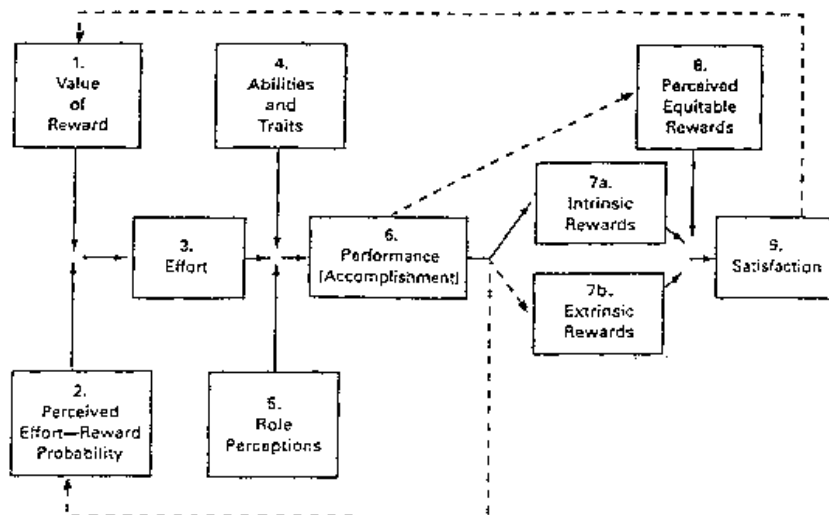 1.
Value
of
Reward
4.
Abilities
and
Traits
8.
Perceived
Equitable
Rewards
7a.
Intrinsic
Rewards
3.
Effort
6.
Performance
[Accomplishment]
9.
Satisfaction
7b.
Extrinsic
Rewards
2.
Perceived
Effort—Reward
Probability
5.
Role
Perceptions